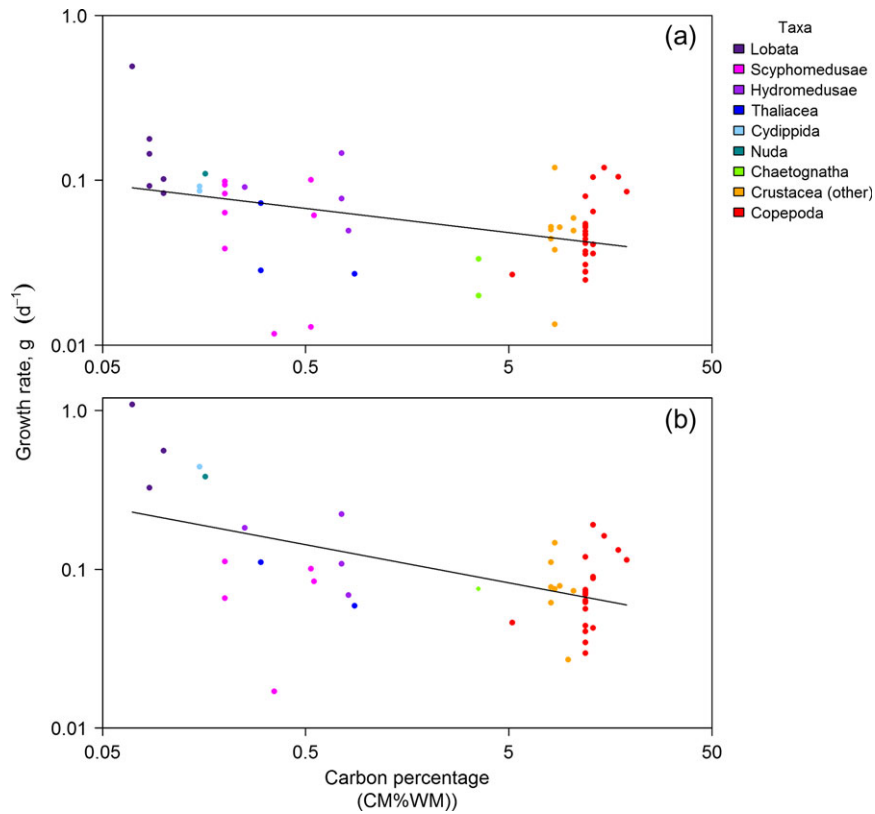 (a)
1.0
0.1
0.01
0.05
0.5
5
50
Taxa
Lobata
Scyphomedusae
Hydromedusae
Thaliacea
Cydippida
Nuda
Chaetognatha
Crustacea (other)
Copepoda
Growth rate, g (d⁻¹)
(b)
1.0
0.1
0.01
0.05
0.5
5
50
Carbon percentage
(CM%WM))